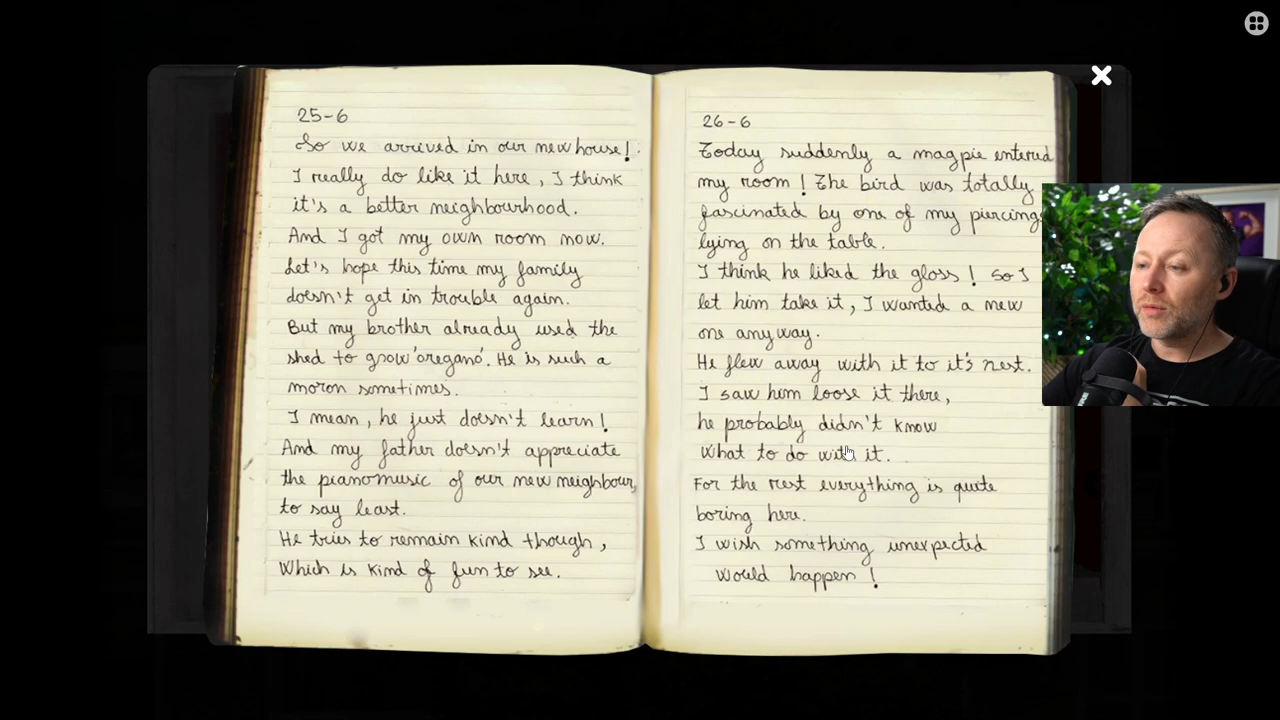 25-6
So we arrived in our new house!
I really do like it here, I think
it's a better neighbourhood.
And I got my own room now.
Let's hope this time my family
doesn't get in trouble again.
But my brother already used the
shed to grow 'oregano'. He is such a
moron sometimes.
I mean, he just doesn't learn!
And my father doesn't appreciate
the pianomusic of our new neighbour,
to say least.
He tries to remain kind though,
Which is kind of fun to see.
26-6
Today suddenly a magpie entered
my room! The bird was totally
fascinated by one of my piercings
lying on the table.
I think he liked the gloss! So I
let him take it, I wanted a new
one anyway.
He flew away with it to it's nest.
I saw him loose it there,
he probably didn't know
What to do with it.
For the rest everything is quite
boring here.
I wish something unexpected
Would happen!